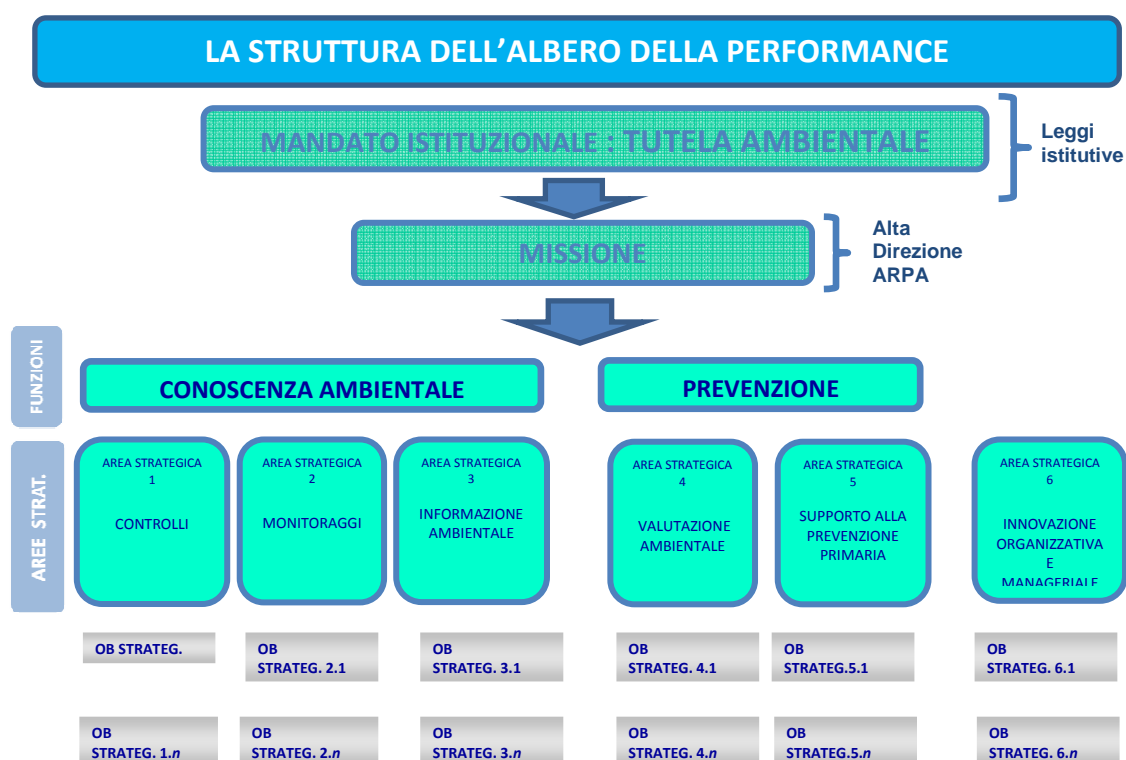 LA STRUTTURA DELL’ALBERO DELLA PERFORMANCE
MANDATO ISTITUZIONALE : TUTELA AMBIENTALE
Leggi
istitutive
MISSIONE
Alta
Direzione
ARPA
FUNZIONI
CONOSCENZA AMBIENTALE
PREVENZIONE
AREE STRAT.
AREA STRATEGICA
1
CONTROLLI
AREA STRATEGICA
2
MONITORAGGI
AREA STRATEGICA
3
INFORMAZIONE
AMBIENTALE
AREA STRATEGICA
4
VALUTAZIONE
AMBIENTALE
AREA STRATEGICA
5
SUPPORTO ALLA
PREVENZIONE
PRIMARIA
AREA STRATEGICA
6
INNOVAZIONE
ORGANIZZATIVA
E
MANAGERIALE
OB STRATEG.
OB
STRATEG. 2.1
OB
STRATEG. 3.1
OB
STRATEG. 4.1
OB
STRATEG.5.1
OB
STRATEG. 6.1
OB
STRATEG. 1.n
OB
STRATEG. 2.n
OB
STRATEG. 3.n
OB
STRATEG. 4.n
OB
STRATEG.5.n
OB
STRATEG. 6.n